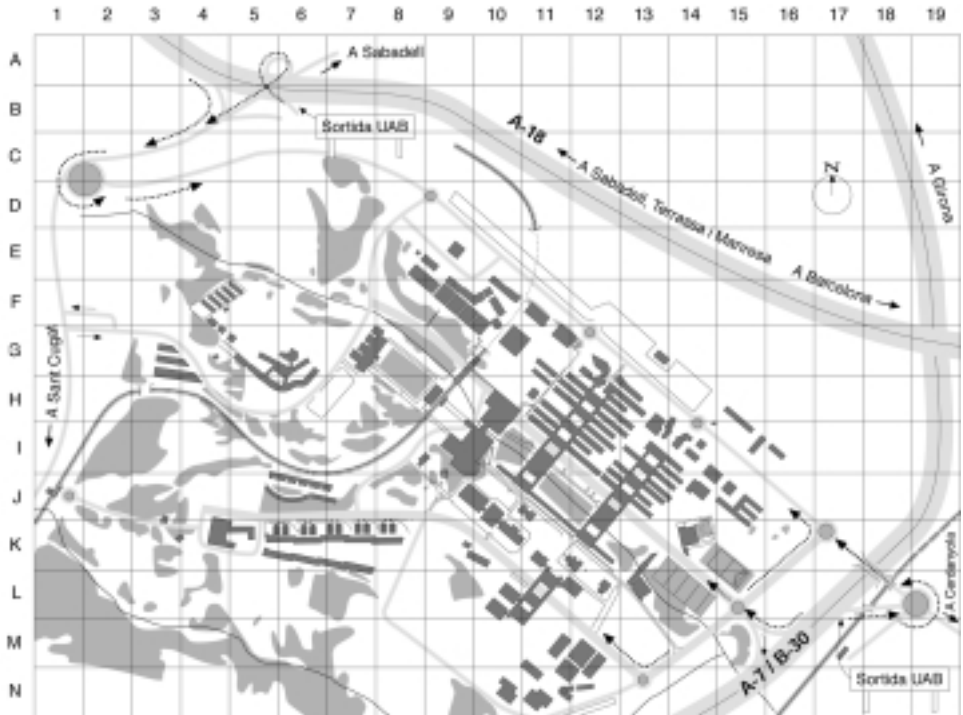 1 2 3 4 5 6 7 8 9 10 11 12 13 14 15 16 17 18 19
A
B
C
D
E
F
G
H
I
J
K
L
M
N
A Sabadell
Sortida UAB
A-18
A Sabadell, Terrassa i Manresa
A Barcelona
N
A Girona
A Sant Cugat
A Cerdanyola
A-7 / B-30
Sortida UAB